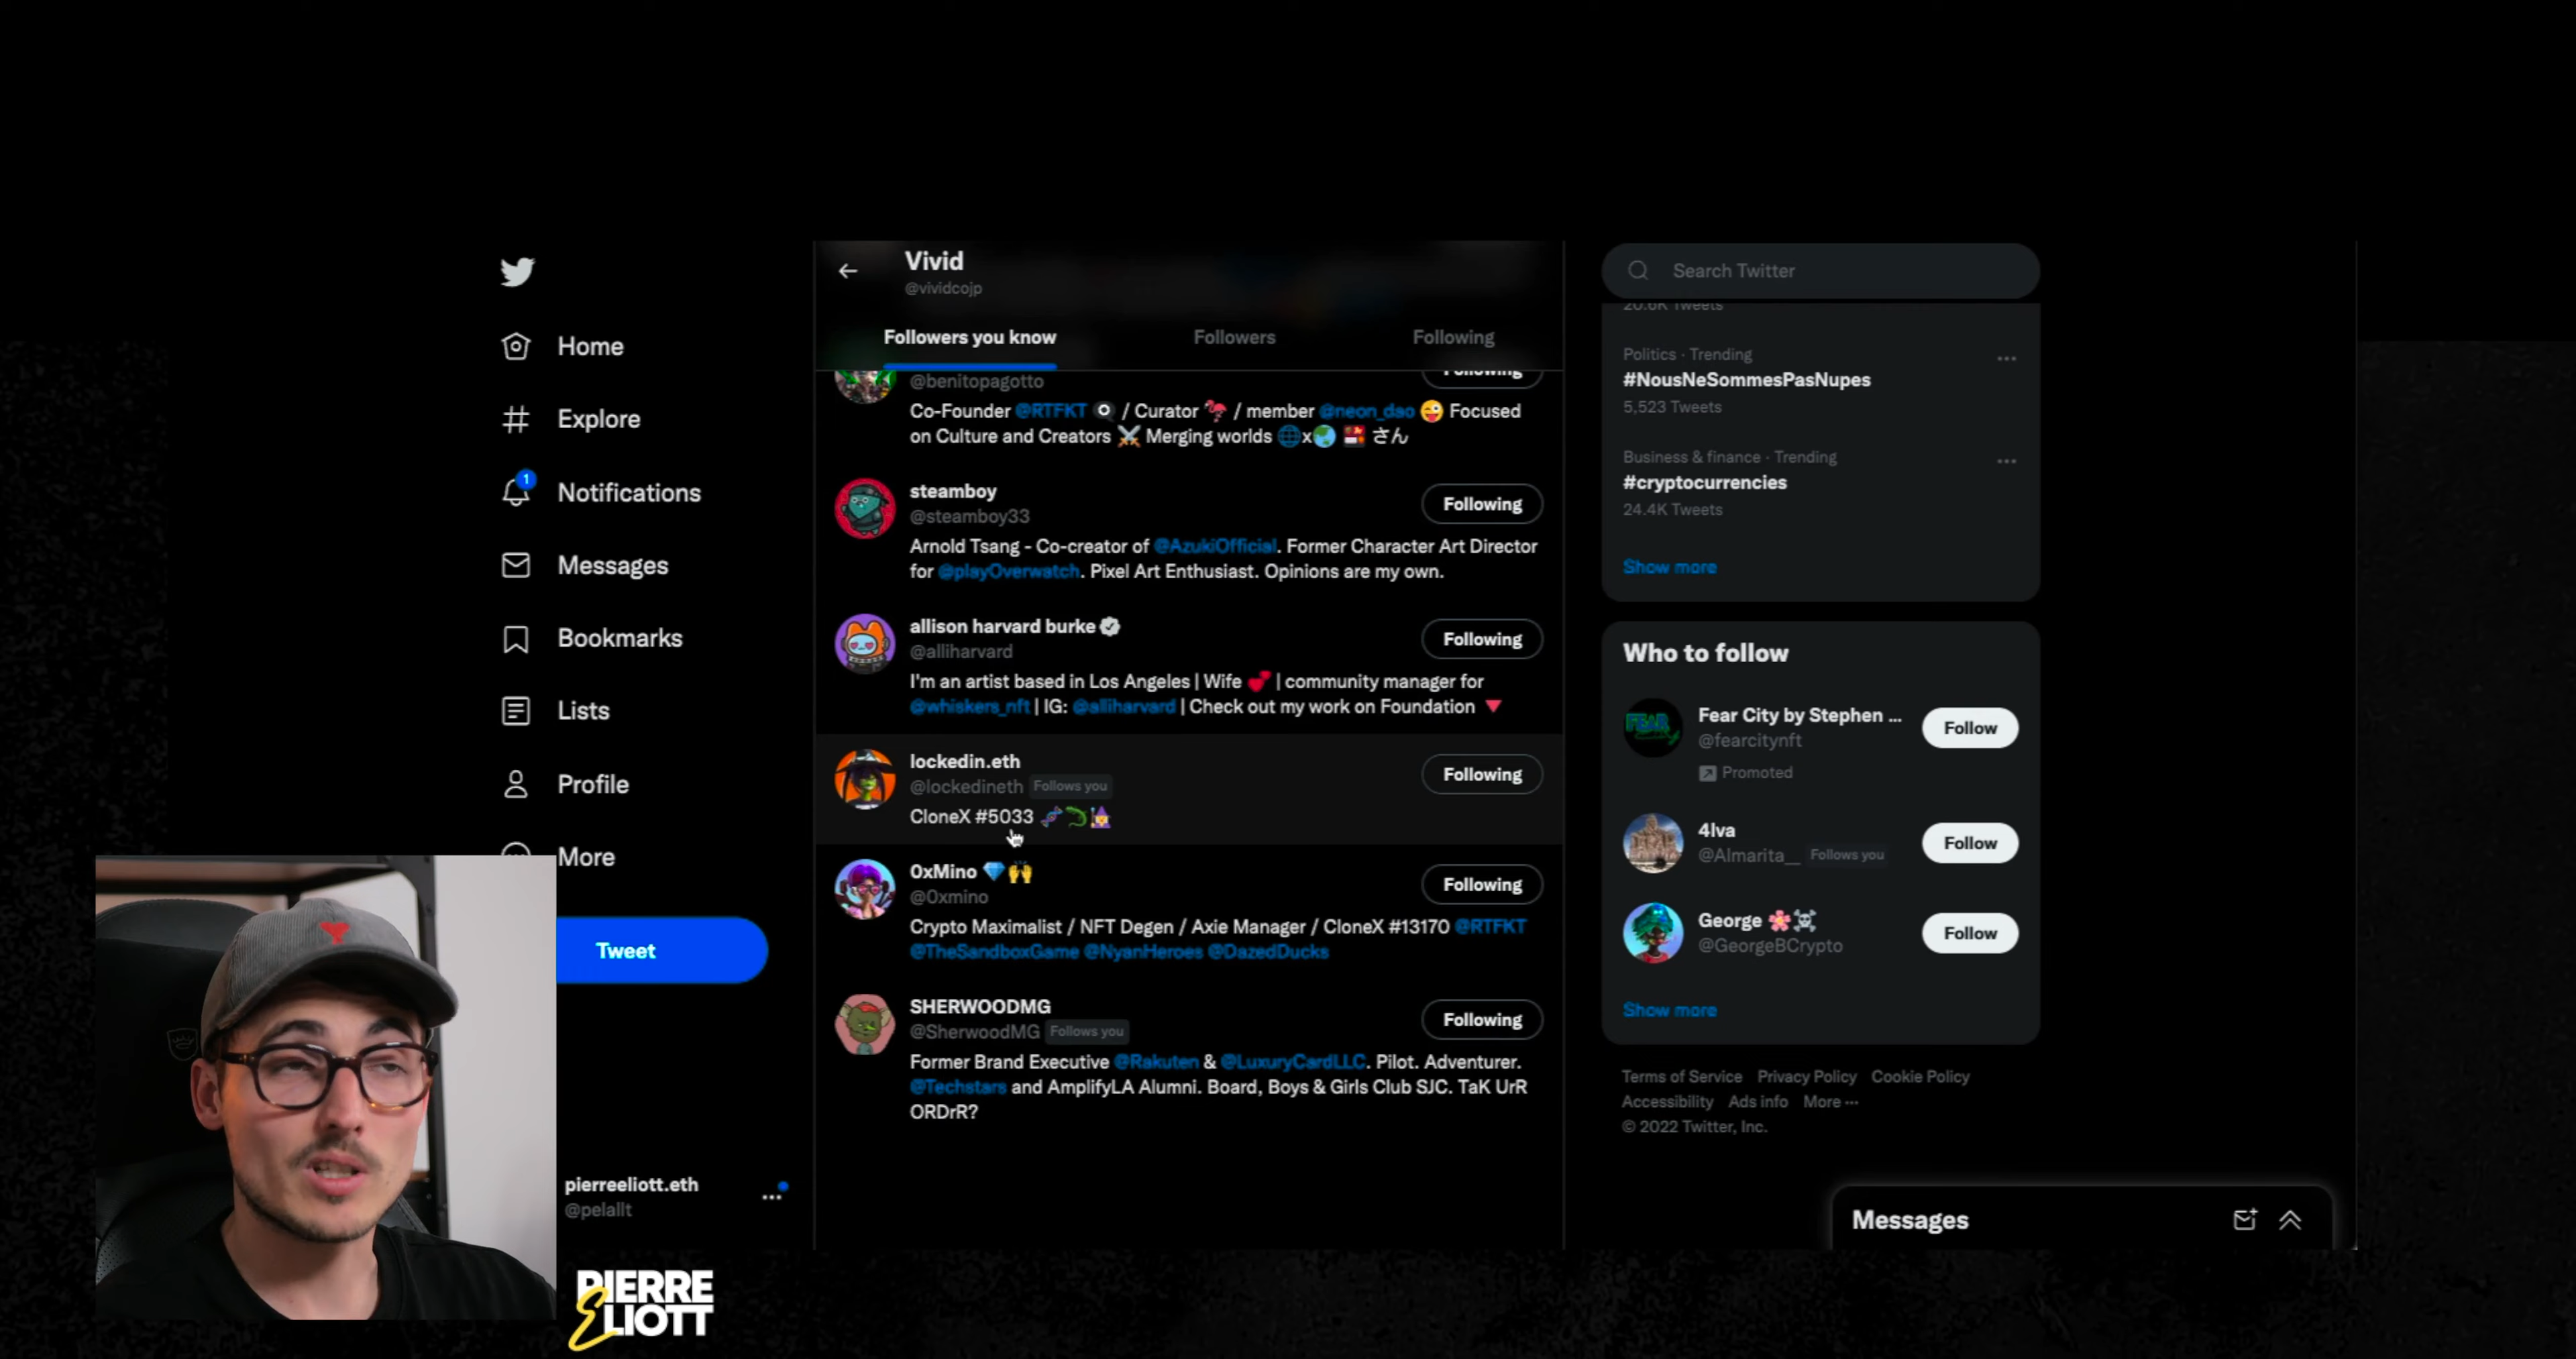 Home
Explore
1
Notifications
Messages
Bookmarks
Lists
Profile
More
Tweet
pierreeliott.eth
@pelallt
PIERRE
ELIOTT
Vivid
@vividcojp
Followers you know
Followers
Following
@benitopagotto
Following
Co-Founder @RTFKT / Curator 🦩 / member @neon_dao 😜 Focused
on Culture and Creators ⚔️ Merging worlds 🌐x🌏 🎴 さん
steamboy
@steamboy33
Following
Arnold Tsang - Co-creator of @AzukiOfficial. Former Character Art Director
for @playOverwatch. Pixel Art Enthusiast. Opinions are my own.
allison harvard burke
@alliharvard
Following
I'm an artist based in Los Angeles | Wife 💕 | community manager for
@whiskers_nft | IG: @alliharvard | Check out my work on Foundation 🔻
lockedin.eth
@lockedineth Follows you
Following
CloneX #5033 🧬🦎🧙
0xMino 💎🙌
@0xmino
Following
Crypto Maximalist / NFT Degen / Axie Manager / CloneX #13170 @RTFKT
@TheSandboxGame @NyanHeroes @DazedDucks
SHERWOODMG
@SherwoodMG Follows you
Following
Former Brand Executive @Rakuten & @LuxuryCardLLC. Pilot. Adventurer.
@Techstars and AmplifyLA Alumni. Board, Boys & Girls Club SJC. TaK UrR
ORDrR?
Search Twitter
20.6K Tweets
Politics · Trending
#NousNeSommesPasNupes
5,523 Tweets
Business & finance · Trending
#cryptocurrencies
24.4K Tweets
Show more
Who to follow
FEAR
Fear City by Stephen ...
@fearcitynft
Promoted
Follow
4lva
@Almarita__ Follows you
Follow
George 🌸☠️
@GeorgeBCrypto
Follow
Show more
Terms of Service Privacy Policy Cookie Policy
Accessibility Ads info More ...
© 2022 Twitter, Inc.
Messages